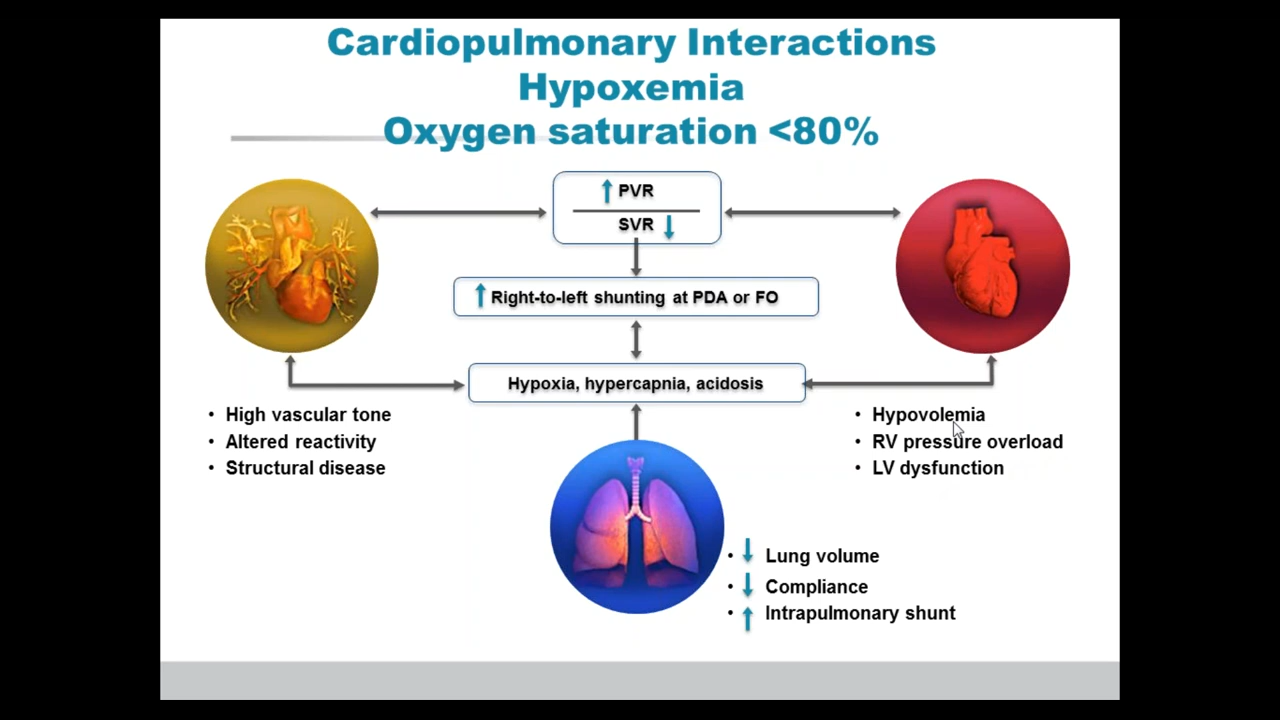 Cardiopulmonary Interactions
Hypoxemia
Oxygen saturation <80%
↑ PVR
SVR ↓
↑ Right-to-left shunting at PDA or FO
Hypoxia, hypercapnia, acidosis
• High vascular tone
• Altered reactivity
• Structural disease
• Hypovolemia
• RV pressure overload
• LV dysfunction
• ↓ Lung volume
• ↓ Compliance
• ↑ Intrapulmonary shunt